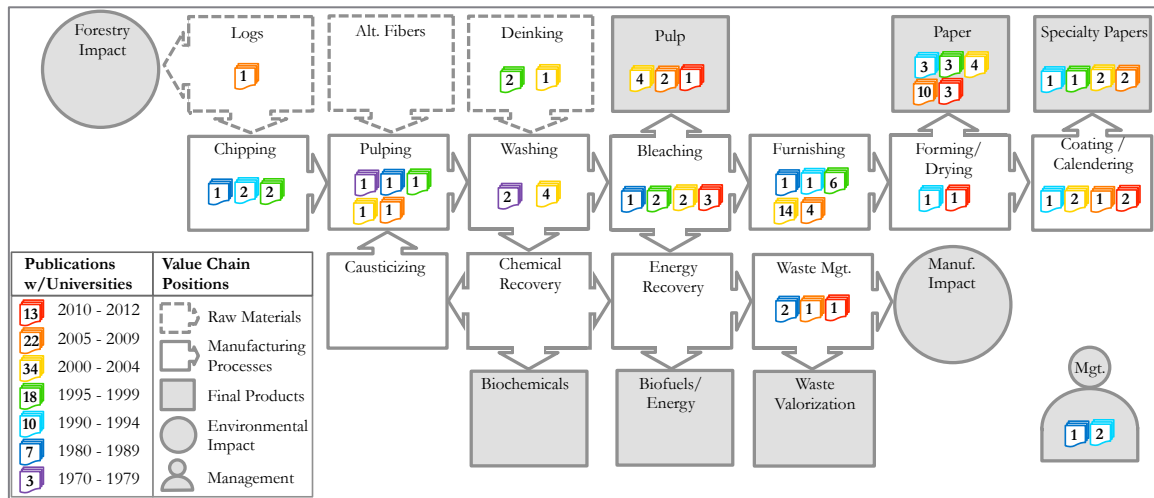 Forestry
Impact
Logs
1
Alt. Fibers
Deinking
2 1
Pulp
4 2 1
Paper
3 3 4
10 3
Specialty Papers
1 1 2 2
Chipping
1 2 2
Pulping
1 1 1
1 1
Washing
2 4
Bleaching
1 2 2 3
Furnishing
1 1 6
14 4
Forming/
Drying
1 1
Coating /
Calendering
1 2 1 2
Causticizing
Chemical
Recovery
Energy
Recovery
Waste Mgt.
2 1 1
Manuf.
Impact
Biochemicals
Biofuels/
Energy
Waste
Valorization
Mgt.
1 2
Publications
w/Universities
13 2010 - 2012
22 2005 - 2009
34 2000 - 2004
18 1995 - 1999
10 1990 - 1994
7 1980 - 1989
3 1970 - 1979
Value Chain
Positions
Raw Materials
Manufacturing
Processes
Final Products
Environmental
Impact
Management